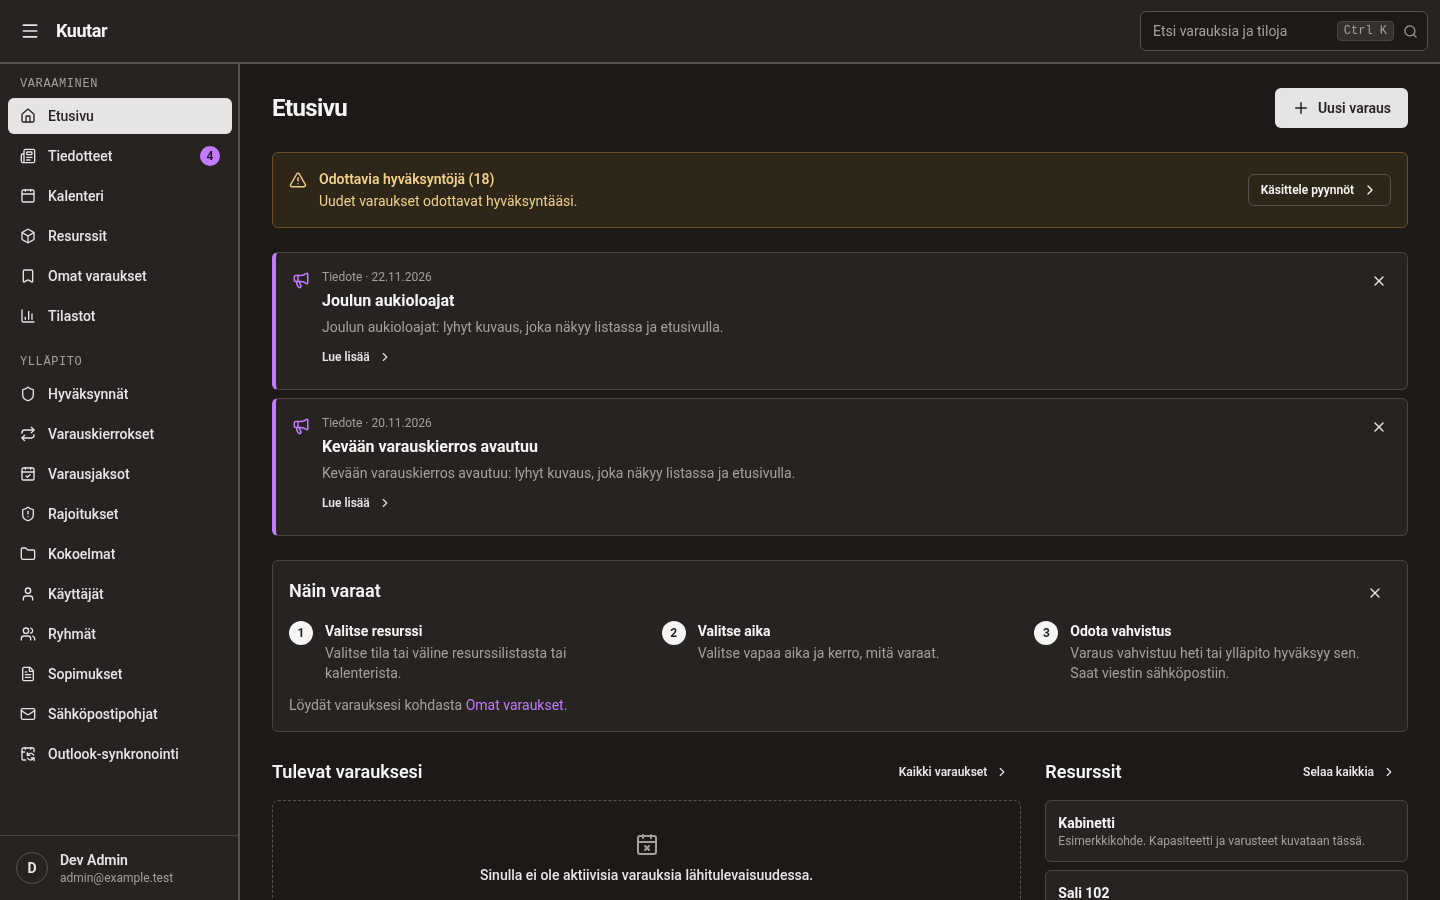 Kuutar
Etsi varauksia ja tiloja
Ctrl K
VARAAMINEN
Etusivu
Tiedotteet
4
Kalenteri
Resurssit
Omat varaukset
Tilastot
YLLÄPITO
Hyväksynnät
Varauskierrokset
Varausjaksot
Rajoitukset
Kokoelmat
Käyttäjät
Ryhmät
Sopimukset
Sähköpostipohjat
Outlook-synkronointi
D
Dev Admin
admin@example.test
Etusivu
Uusi varaus
Odottavia hyväksyntöjä (18)
Uudet varaukset odottavat hyväksyntääsi.
Käsittele pyynnöt
Tiedote · 22.11.2026
Joulun aukioloajat
Joulun aukioloajat: lyhyt kuvaus, joka näkyy listassa ja etusivulla.
Lue lisää
Tiedote · 20.11.2026
Kevään varauskierros avautuu
Kevään varauskierros avautuu: lyhyt kuvaus, joka näkyy listassa ja etusivulla.
Lue lisää
Näin varaat
1
Valitse resurssi
Valitse tila tai väline resurssilistasta tai
kalenterista.
2
Valitse aika
Valitse vapaa aika ja kerro, mitä varaat.
3
Odota vahvistus
Varaus vahvistuu heti tai ylläpito hyväksyy sen.
Saat viestin sähköpostiin.
Löydät varauksesi kohdasta Omat varaukset.
Tulevat varauksesi
Kaikki varaukset
Sinulla ei ole aktiivisia varauksia lähitulevaisuudessa.
Resurssit
Selaa kaikkia
Kabinetti
Esimerkkikohde. Kapasiteetti ja varusteet kuvataan tässä.
Sali 102